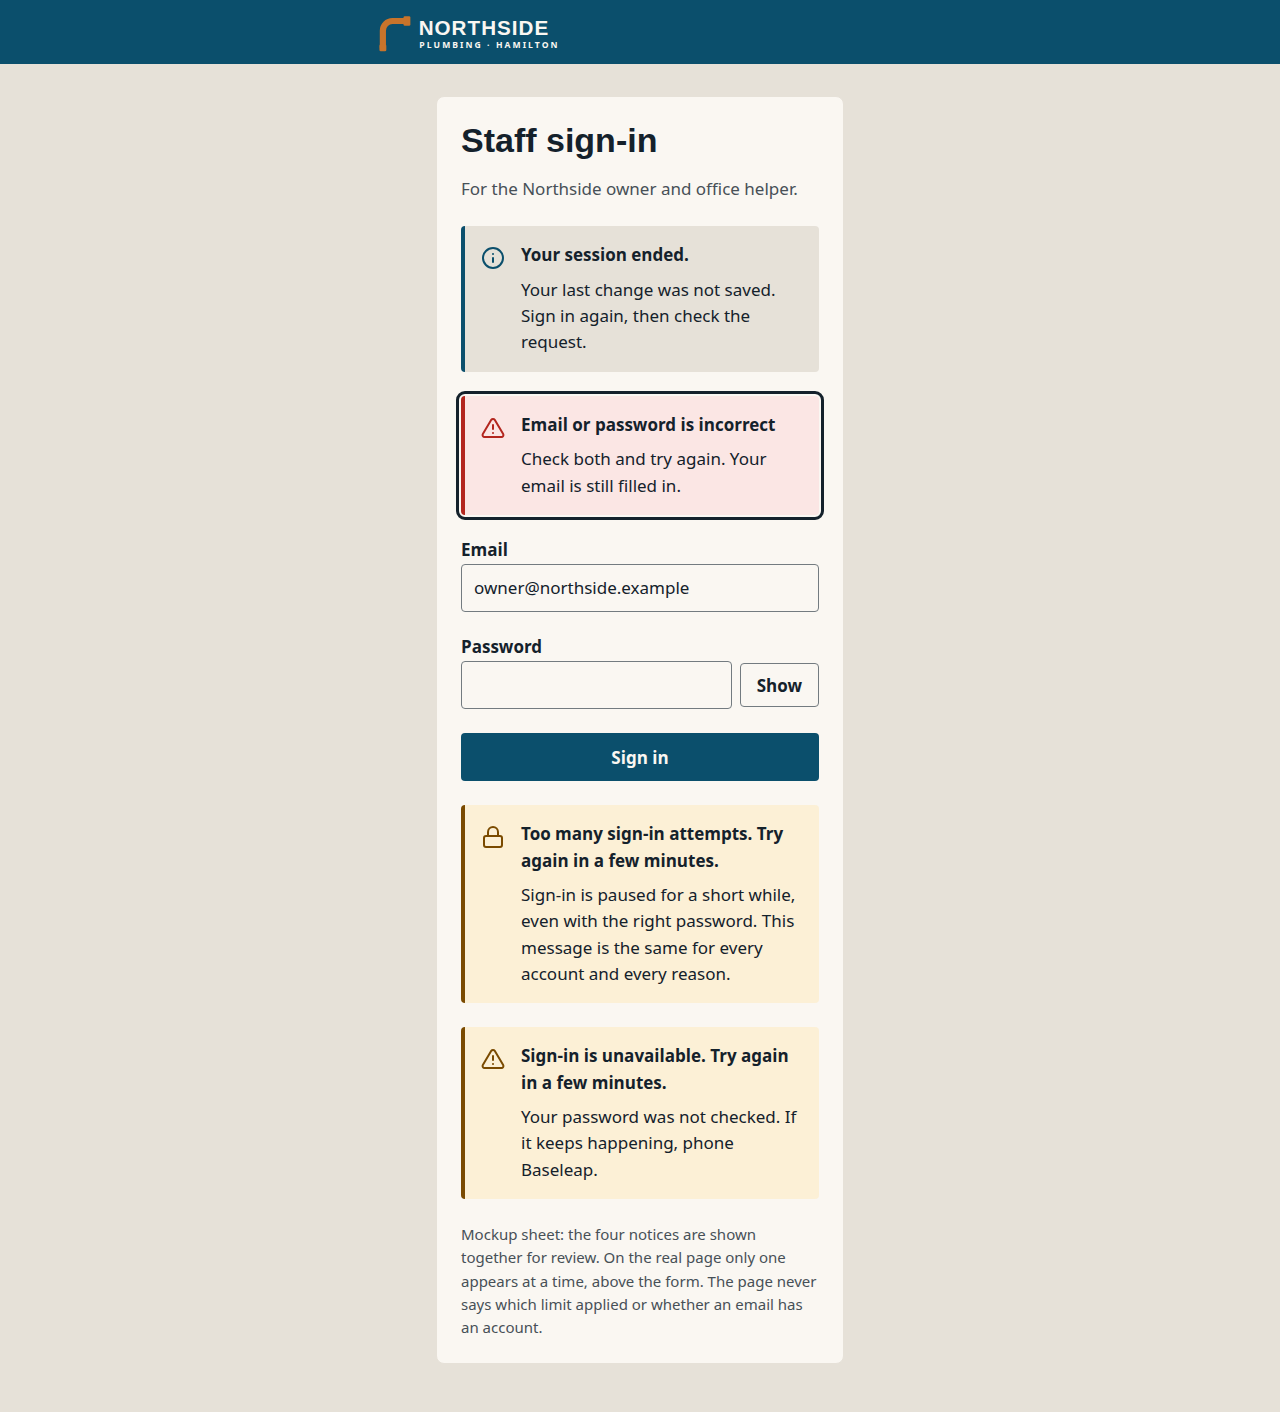 NORTHSIDE
PLUMBING · HAMILTON
Staff sign-in
For the Northside owner and office helper.
Your session ended.
Your last change was not saved.
Sign in again, then check the
request.
Email or password is incorrect
Check both and try again. Your
email is still filled in.
Email
owner@northside.example
Password
Show
Sign in
Too many sign-in attempts. Try
again in a few minutes.
Sign-in is paused for a short while,
even with the right password. This
message is the same for every
account and every reason.
Sign-in is unavailable. Try again
in a few minutes.
Your password was not checked. If
it keeps happening, phone
Baseleap.
Mockup sheet: the four notices are shown
together for review. On the real page only one
appears at a time, above the form. The page never
says which limit applied or whether an email has
an account.